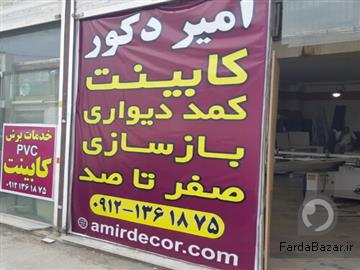 امیر دکور
کابینت
کمد دیواری
بازسازی
صفر تا صد
۰۹۱۲-۱۳۶۱۸۷۵
amirdecor.com
خدمات برش
PVC
کابینت
۰۹۱۲ ۱۳۶۱۸۷۵
FardaBazar.ir